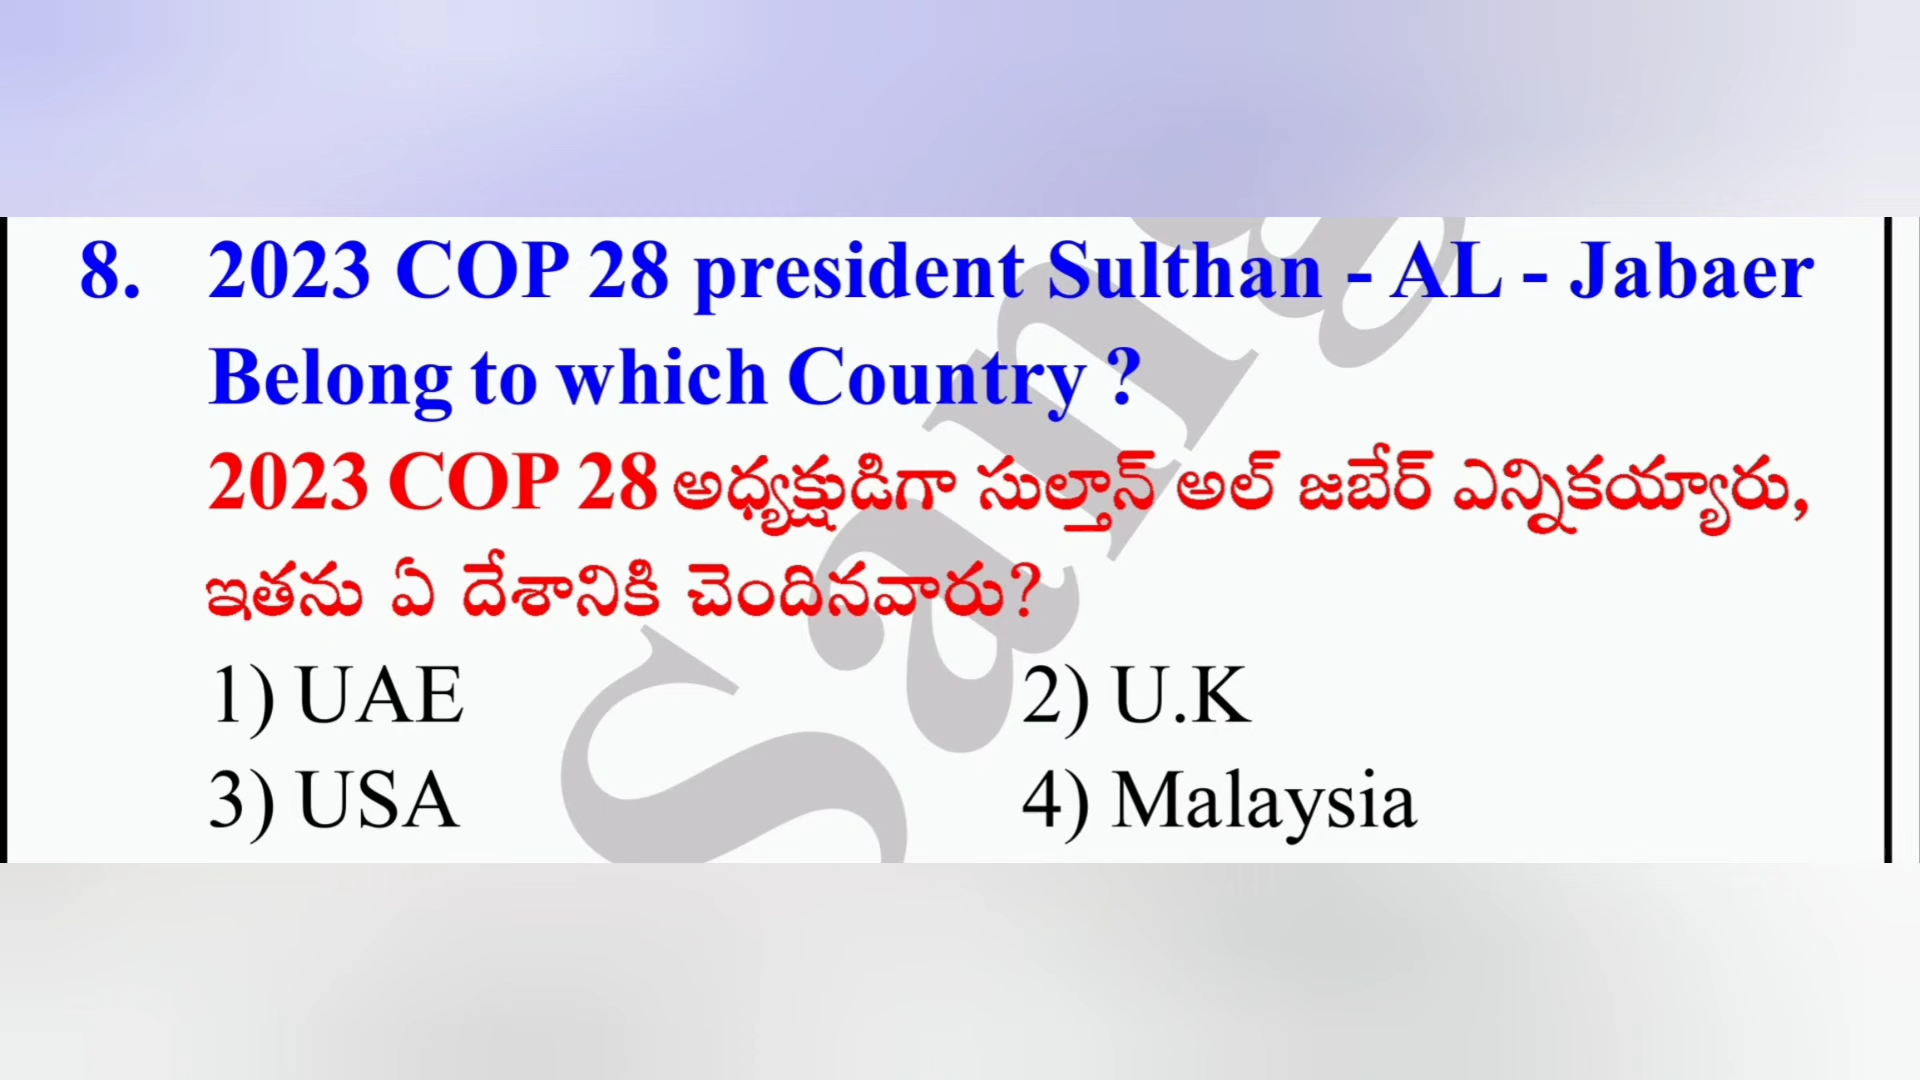 8. 2023 COP 28 president Sulthan - AL - Jabaer
Belong to which Country ?
2023 COP 28 అధ్యక్షుడిగా సుల్తాన్ అల్ జబేర్ ఎన్నికయ్యారు,
ఇతను ఏ దేశానికి చెందినవారు?
1) UAE 2) U.K
3) USA 4) Malaysia